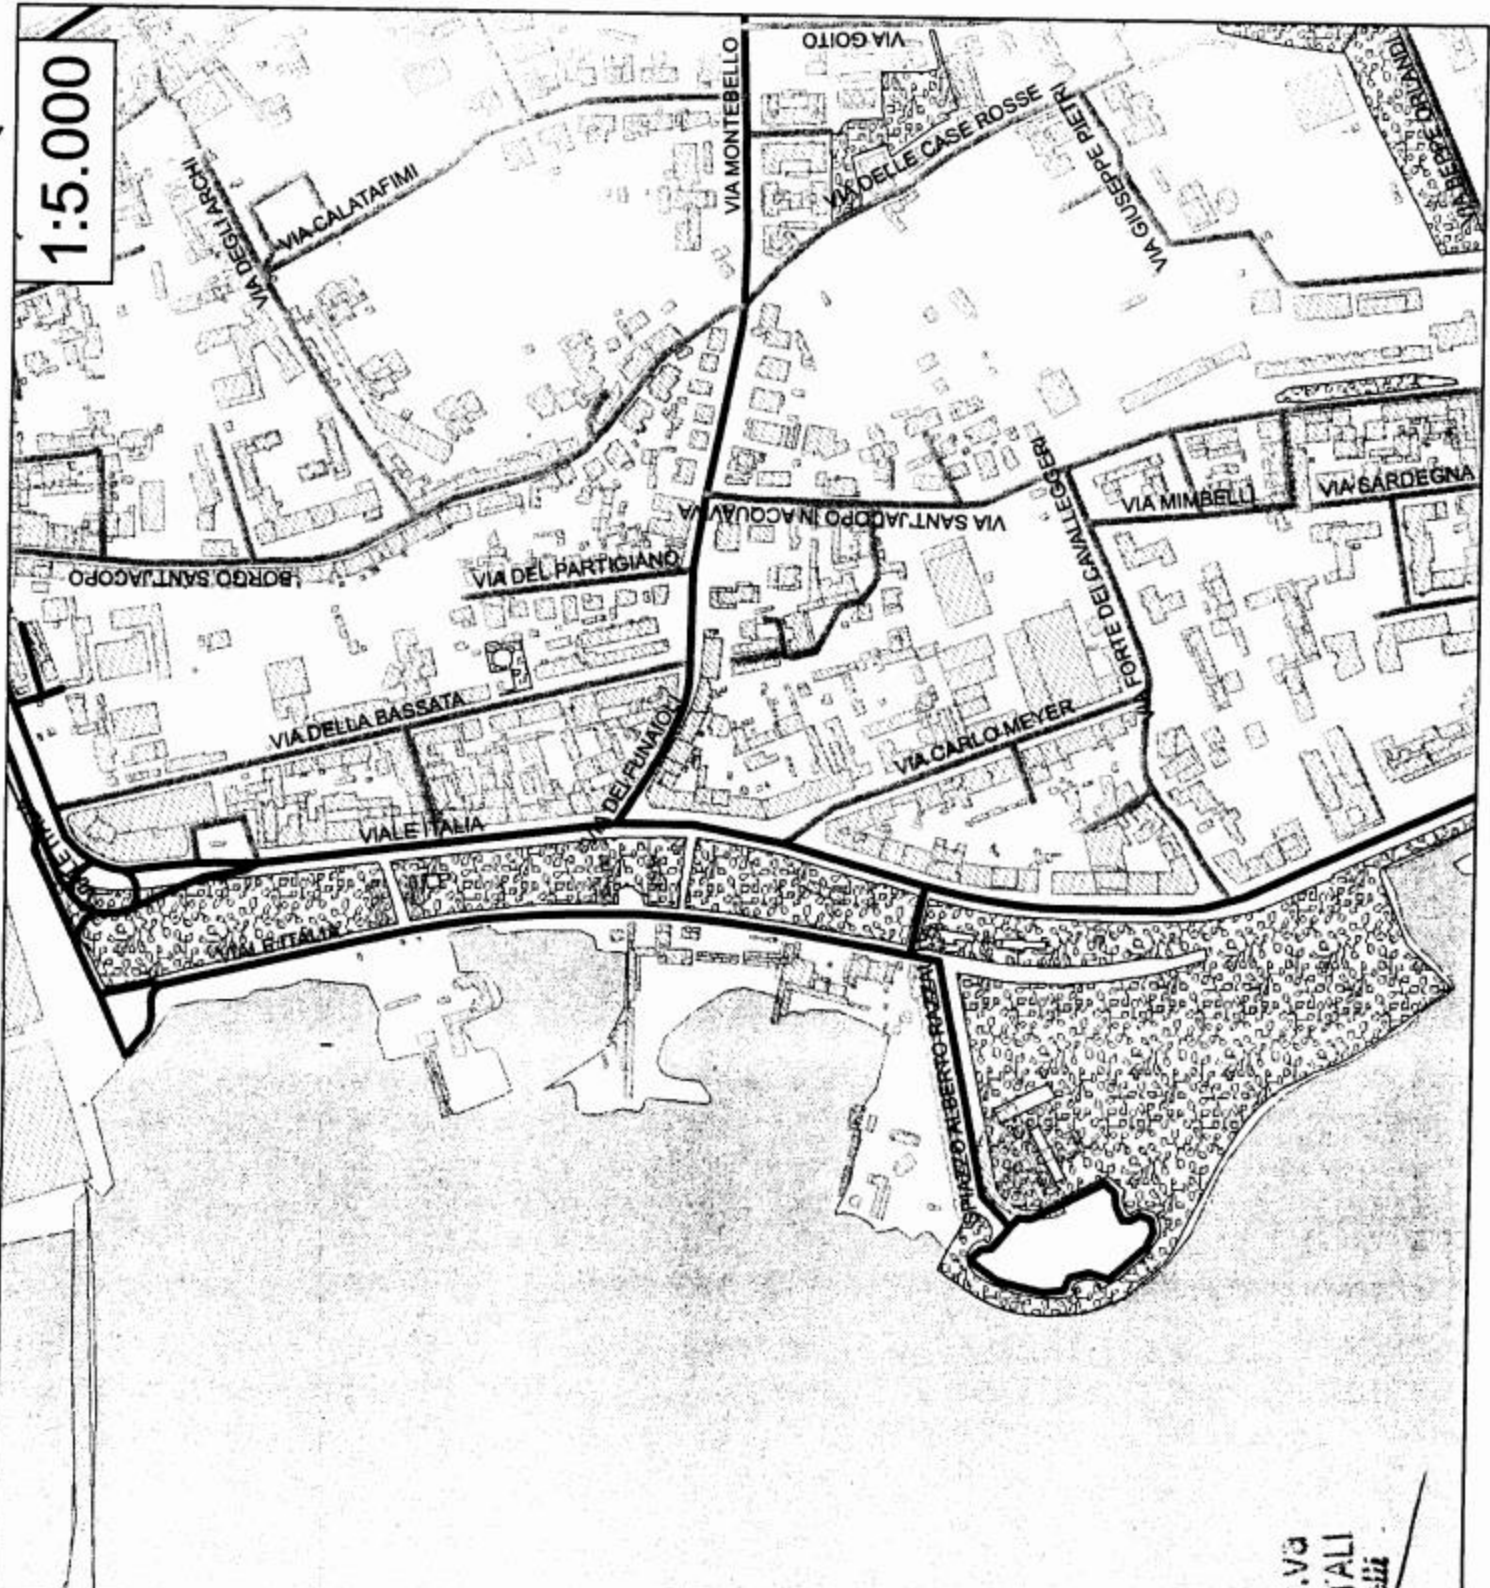 1:5.000
VIA GOITO
VIA MONTEBELLO
VIA DEGLI ARCHI
VIA CALATAFIMI
VIA DELLE CASE ROSSE
VIA GIUSEPPE PIETRI
VIA BEPPE ORLANDI
BORGO SANT'JACOPO
VIA DEL PARTIGIANO
VIA SANT'JACOPO IN ACQUAVIVA
FORTE DEI CAVALLEGGERI
VIA MIMBELLI
VIA SARDEGNA
VIA DELLA BASSATA
VIA DEI FUNAIOLI
VIA CARLO MEYER
VIALE ITALIA
VIALE ITALIA
SPIAZZO ALBERTO RAZZAUTI